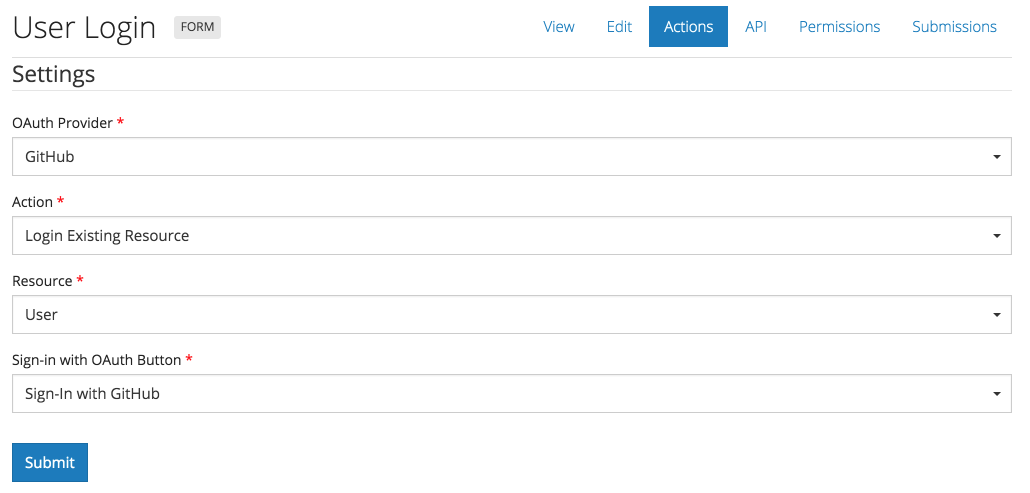 User Login FORM View Edit Actions API Permissions Submissions
Settings
OAuth Provider *
GitHub
Action *
Login Existing Resource
Resource *
User
Sign-in with OAuth Button *
Sign-In with GitHub
Submit